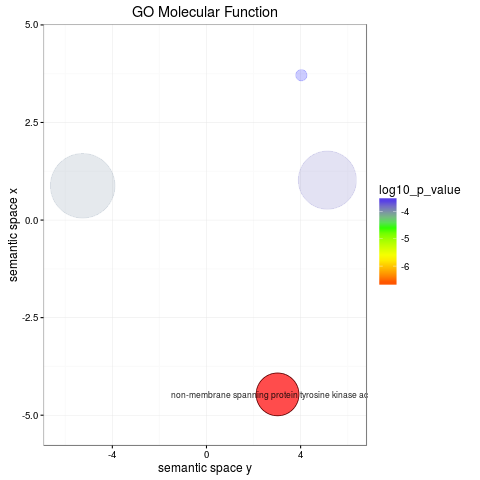 GO Molecular Function
5.0
2.5
0.0
-2.5
-5.0
semantic space x
-4
0
4
semantic space y
non-membrane spanning protein tyrosine kinase ac
log10_p_value
-4
-5
-6